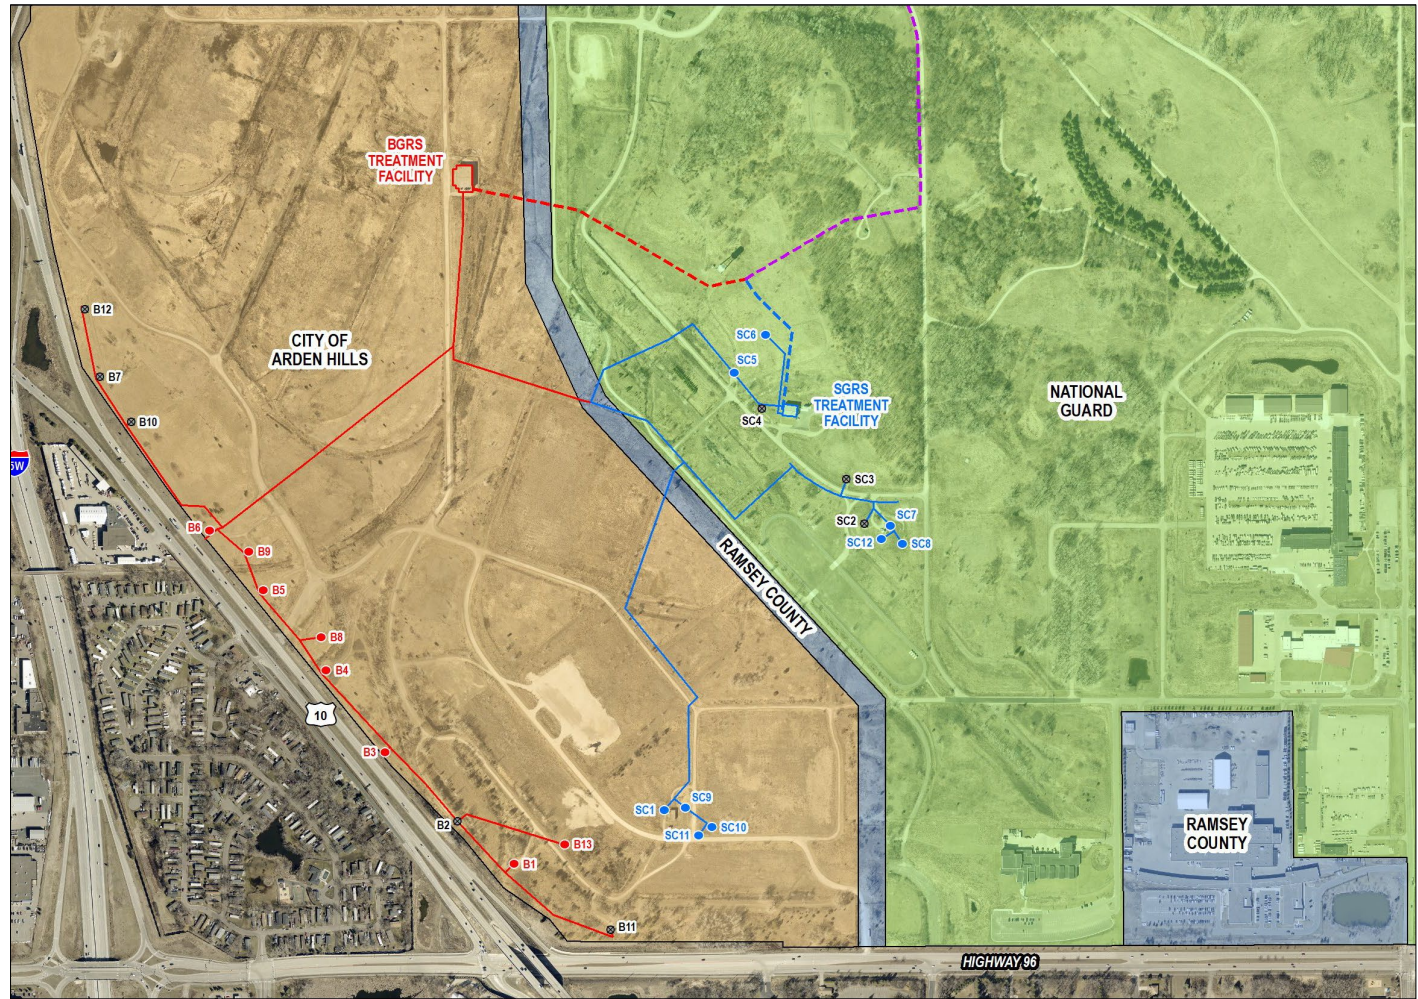 BGRS
TREATMENT
FACILITY
B12
CITY OF
ARDEN HILLS
SC6
SC5
B7
SGRS
TREATMENT
FACILITY
NATIONAL
GUARD
SC4
B10
5W
SC3
SC2
SC7
B6
SC12
SC8
B9
RAMSEY COUNTY
B5
B8
B4
10
B3
SC1
SC9
B2
SC10
SC11
RAMSEY
COUNTY
B13
B1
B11
HIGHWAY 96